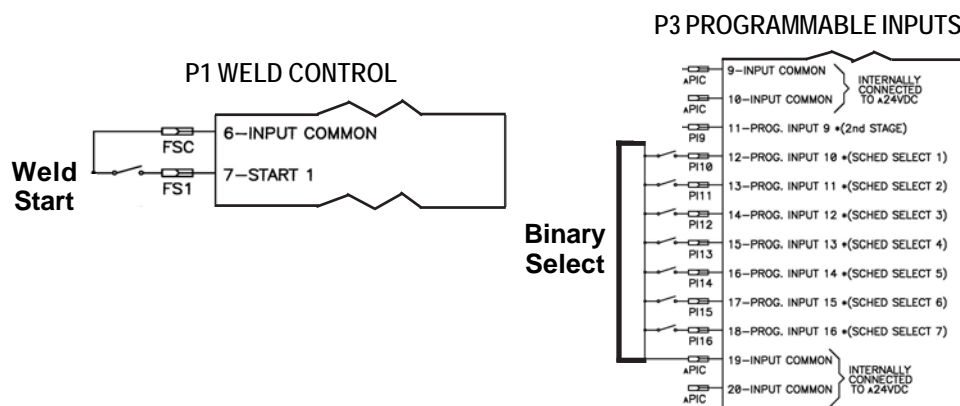 P3 PROGRAMMABLE INPUTS
P1 WELD CONTROL
6-INPUT COMMON
FSC
7-START 1
FS1
Weld
Start
9-INPUT COMMON
APIC
10-INPUT COMMON
APIC
INTERNALLY
CONNECTED
TO A24VDC
11-PROG. INPUT 9 *(2nd STAGE)
PI9
12-PROG. INPUT 10 *(SCHED SELECT 1)
PI10
13-PROG. INPUT 11 *(SCHED SELECT 2)
PI11
14-PROG. INPUT 12 *(SCHED SELECT 3)
PI12
15-PROG. INPUT 13 *(SCHED SELECT 4)
PI13
16-PROG. INPUT 14 *(SCHED SELECT 5)
PI14
17-PROG. INPUT 15 *(SCHED SELECT 6)
PI15
18-PROG. INPUT 16 *(SCHED SELECT 7)
PI16
Binary
Select
19-INPUT COMMON
APIC
20-INPUT COMMON
APIC
INTERNALLY
CONNECTED
TO A24VDC